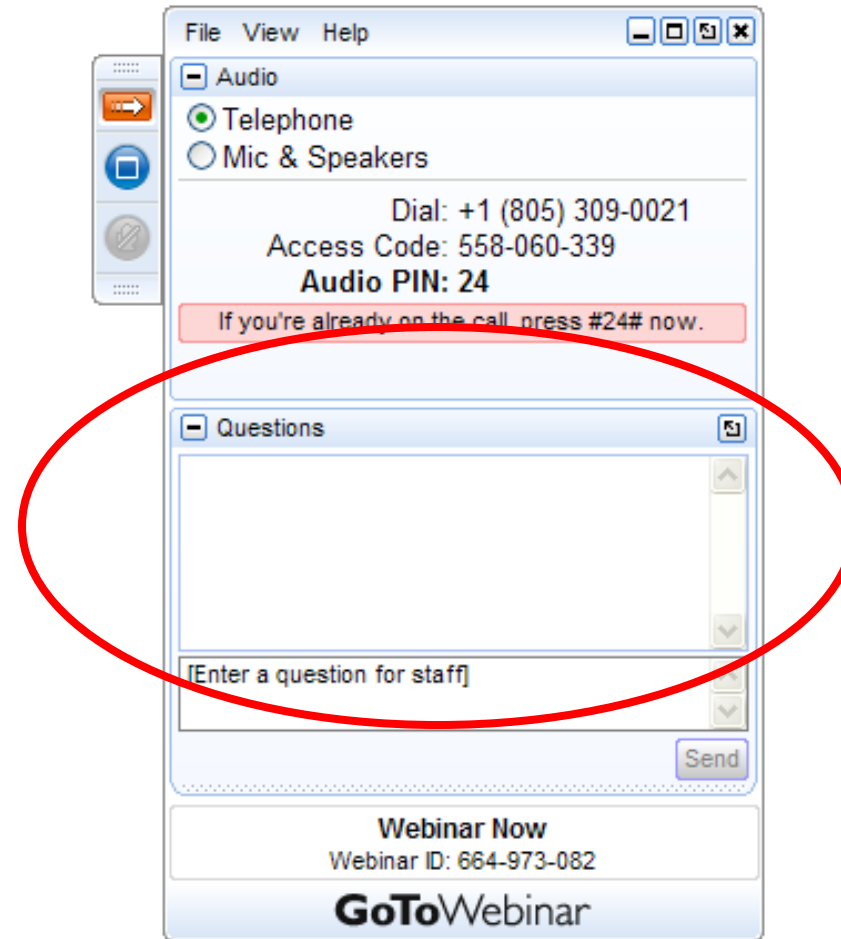 File View Help
Audio
Telephone
Mic & Speakers
Dial: +1 (805) 309-0021
Access Code: 558-060-339
Audio PIN: 24
If you're already on the call, press #24# now.
Questions
[Enter a question for staff]
Send
Webinar Now
Webinar ID: 664-973-082
GoToWebinar